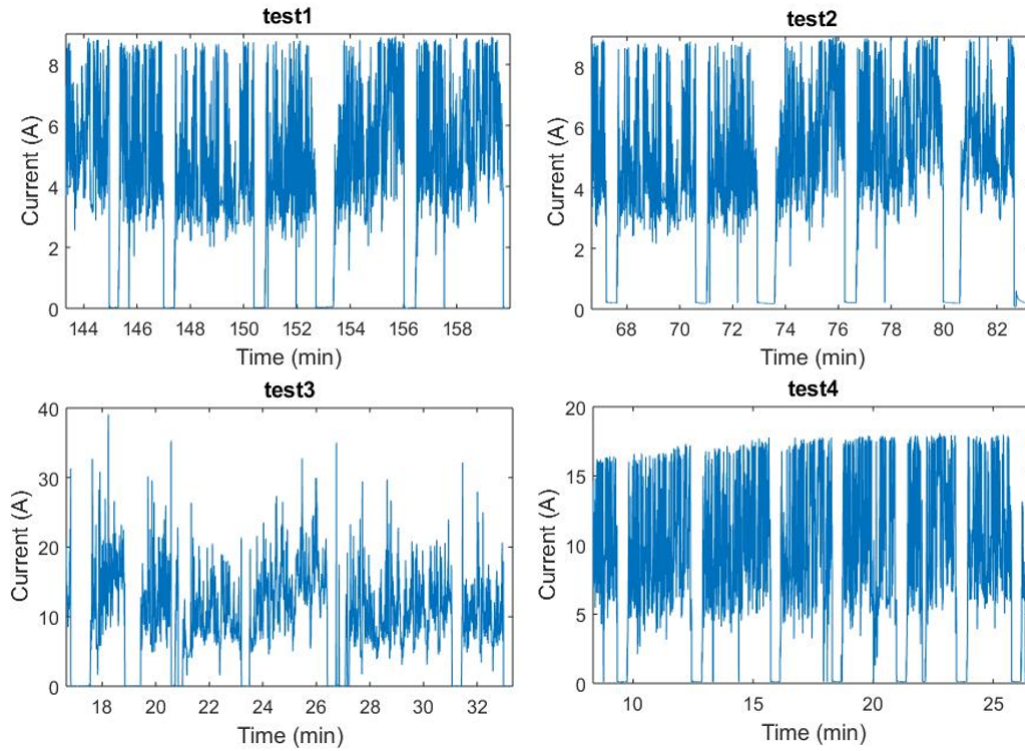 test1
8
6
4
2
0
Current (A)
144 146 148 150 152 154 156 158
Time (min)
test2
8
6
4
2
0
Current (A)
68 70 72 74 76 78 80 82
Time (min)
test3
40
30
20
10
0
Current (A)
18 20 22 24 26 28 30 32
Time (min)
test4
20
15
10
5
0
Current (A)
10 15 20 25
Time (min)